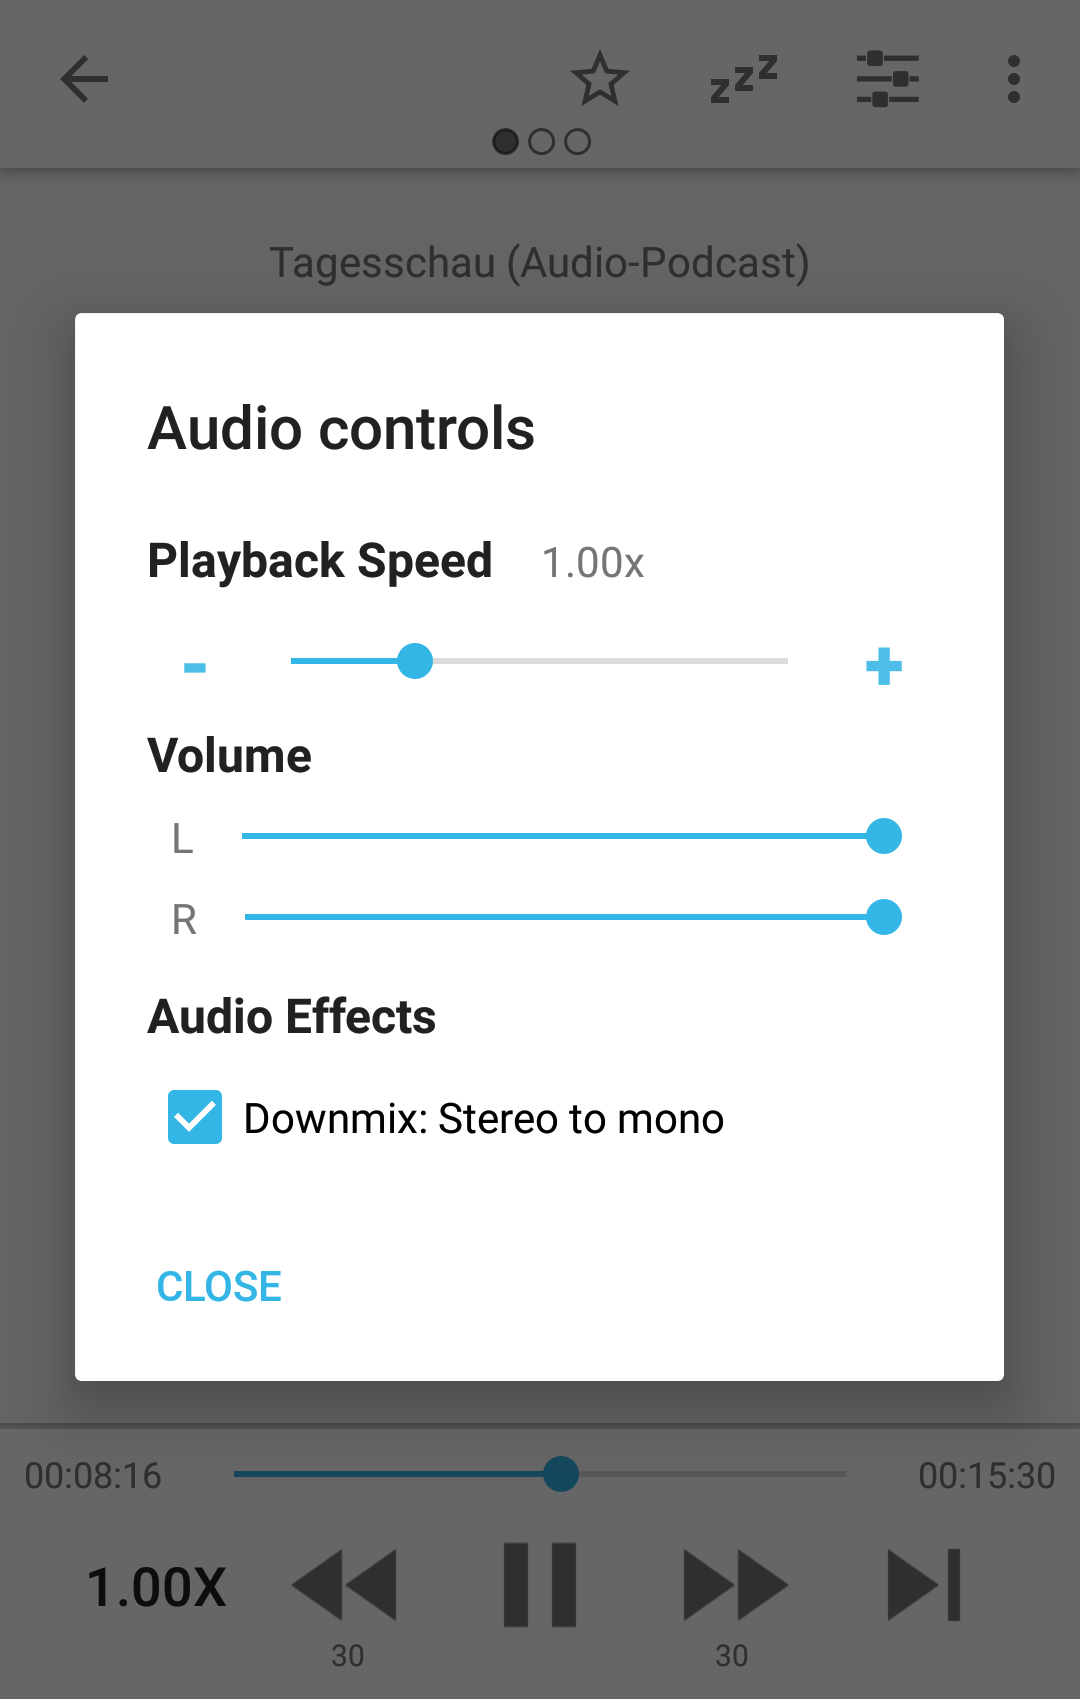 zzz
Tagesschau (Audio-Podcast)
Audio controls
Playback Speed 1.00x
- +
Volume
L
R
Audio Effects
Downmix: Stereo to mono
CLOSE
00:08:16 00:15:30
1.00X
30 30